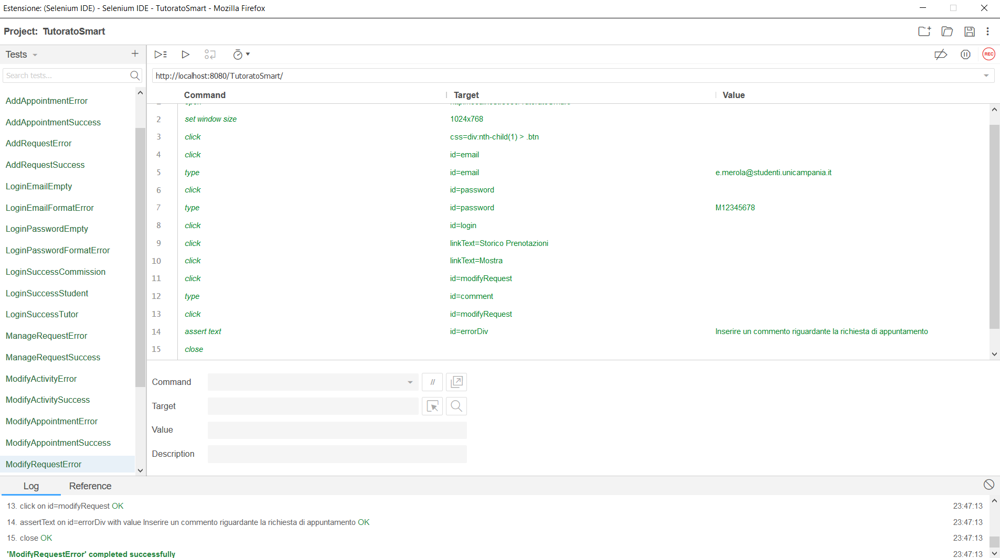 Estensione: (Selenium IDE) - Selenium IDE - TutoratoSmart - Mozilla Firefox
Project: TutoratoSmart
Tests
REC
Search tests...
http://localhost:8080/TutoratoSmart/
Command Target Value
AddAppointmentError
AddAppointmentSuccess
AddRequestError
AddRequestSuccess
LoginEmailEmpty
LoginEmailFormatError
LoginPasswordEmpty
LoginPasswordFormatError
LoginSuccessCommission
LoginSuccessStudent
LoginSuccessTutor
ManageRequestError
ManageRequestSuccess
ModifyActivityError
ModifyActivitySuccess
ModifyAppointmentError
ModifyAppointmentSuccess
ModifyRequestError
2 set window size 1024x768
3 click css=div:nth-child(1) > .btn
4 click id=email
5 type id=email e.merola@studenti.unicampania.it
6 click id=password
7 type id=password M12345678
8 click id=login
9 click linkText=Storico Prenotazioni
10 click linkText=Mostra
11 click id=modifyRequest
12 type id=comment
13 click id=modifyRequest
14 assert text id=errorDiv Inserire un commento riguardante la richiesta di appuntamento
15 close
Command //
Target
Value
Description
Log Reference
13. click on id=modifyRequest OK 23:47:13
14. assertText on id=errorDiv with value Inserire un commento riguardante la richiesta di appuntamento OK 23:47:13
15. close OK 23:47:13
'ModifyRequestError' completed successfully 23:47:13